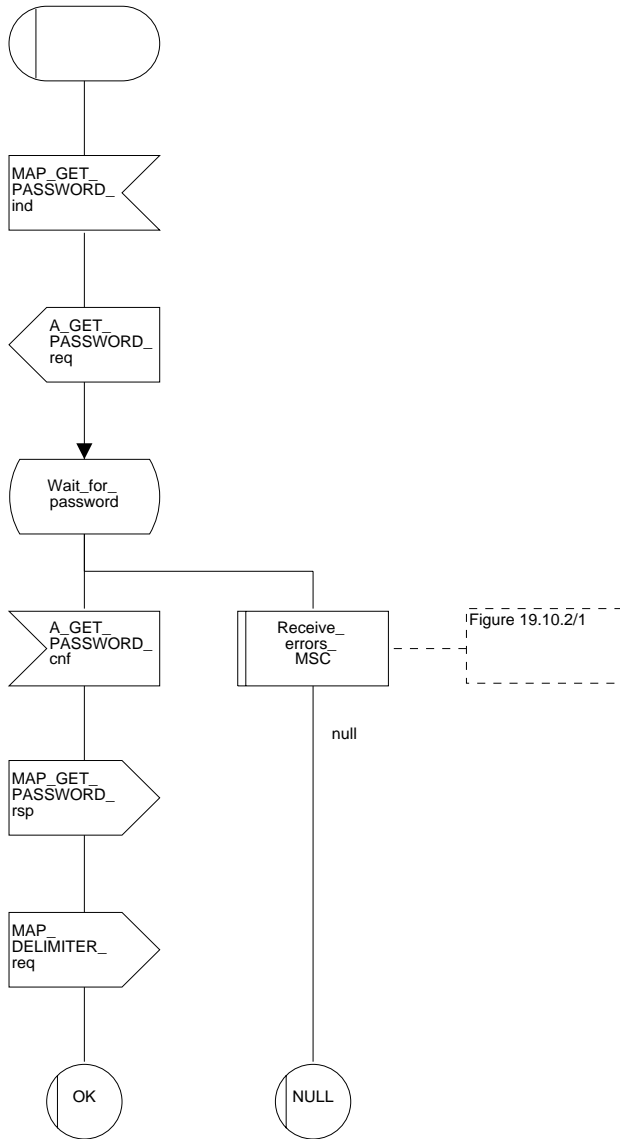 MAP_GET_
PASSWORD_
ind
A_GET_
PASSWORD_
req
Wait_for_
password
A_GET_
PASSWORD_
cnf
Receive_
errors_
MSC
Figure 19.10.2/1
null
MAP_GET_
PASSWORD_
rsp
MAP_
DELIMITER_
req
OK
NULL